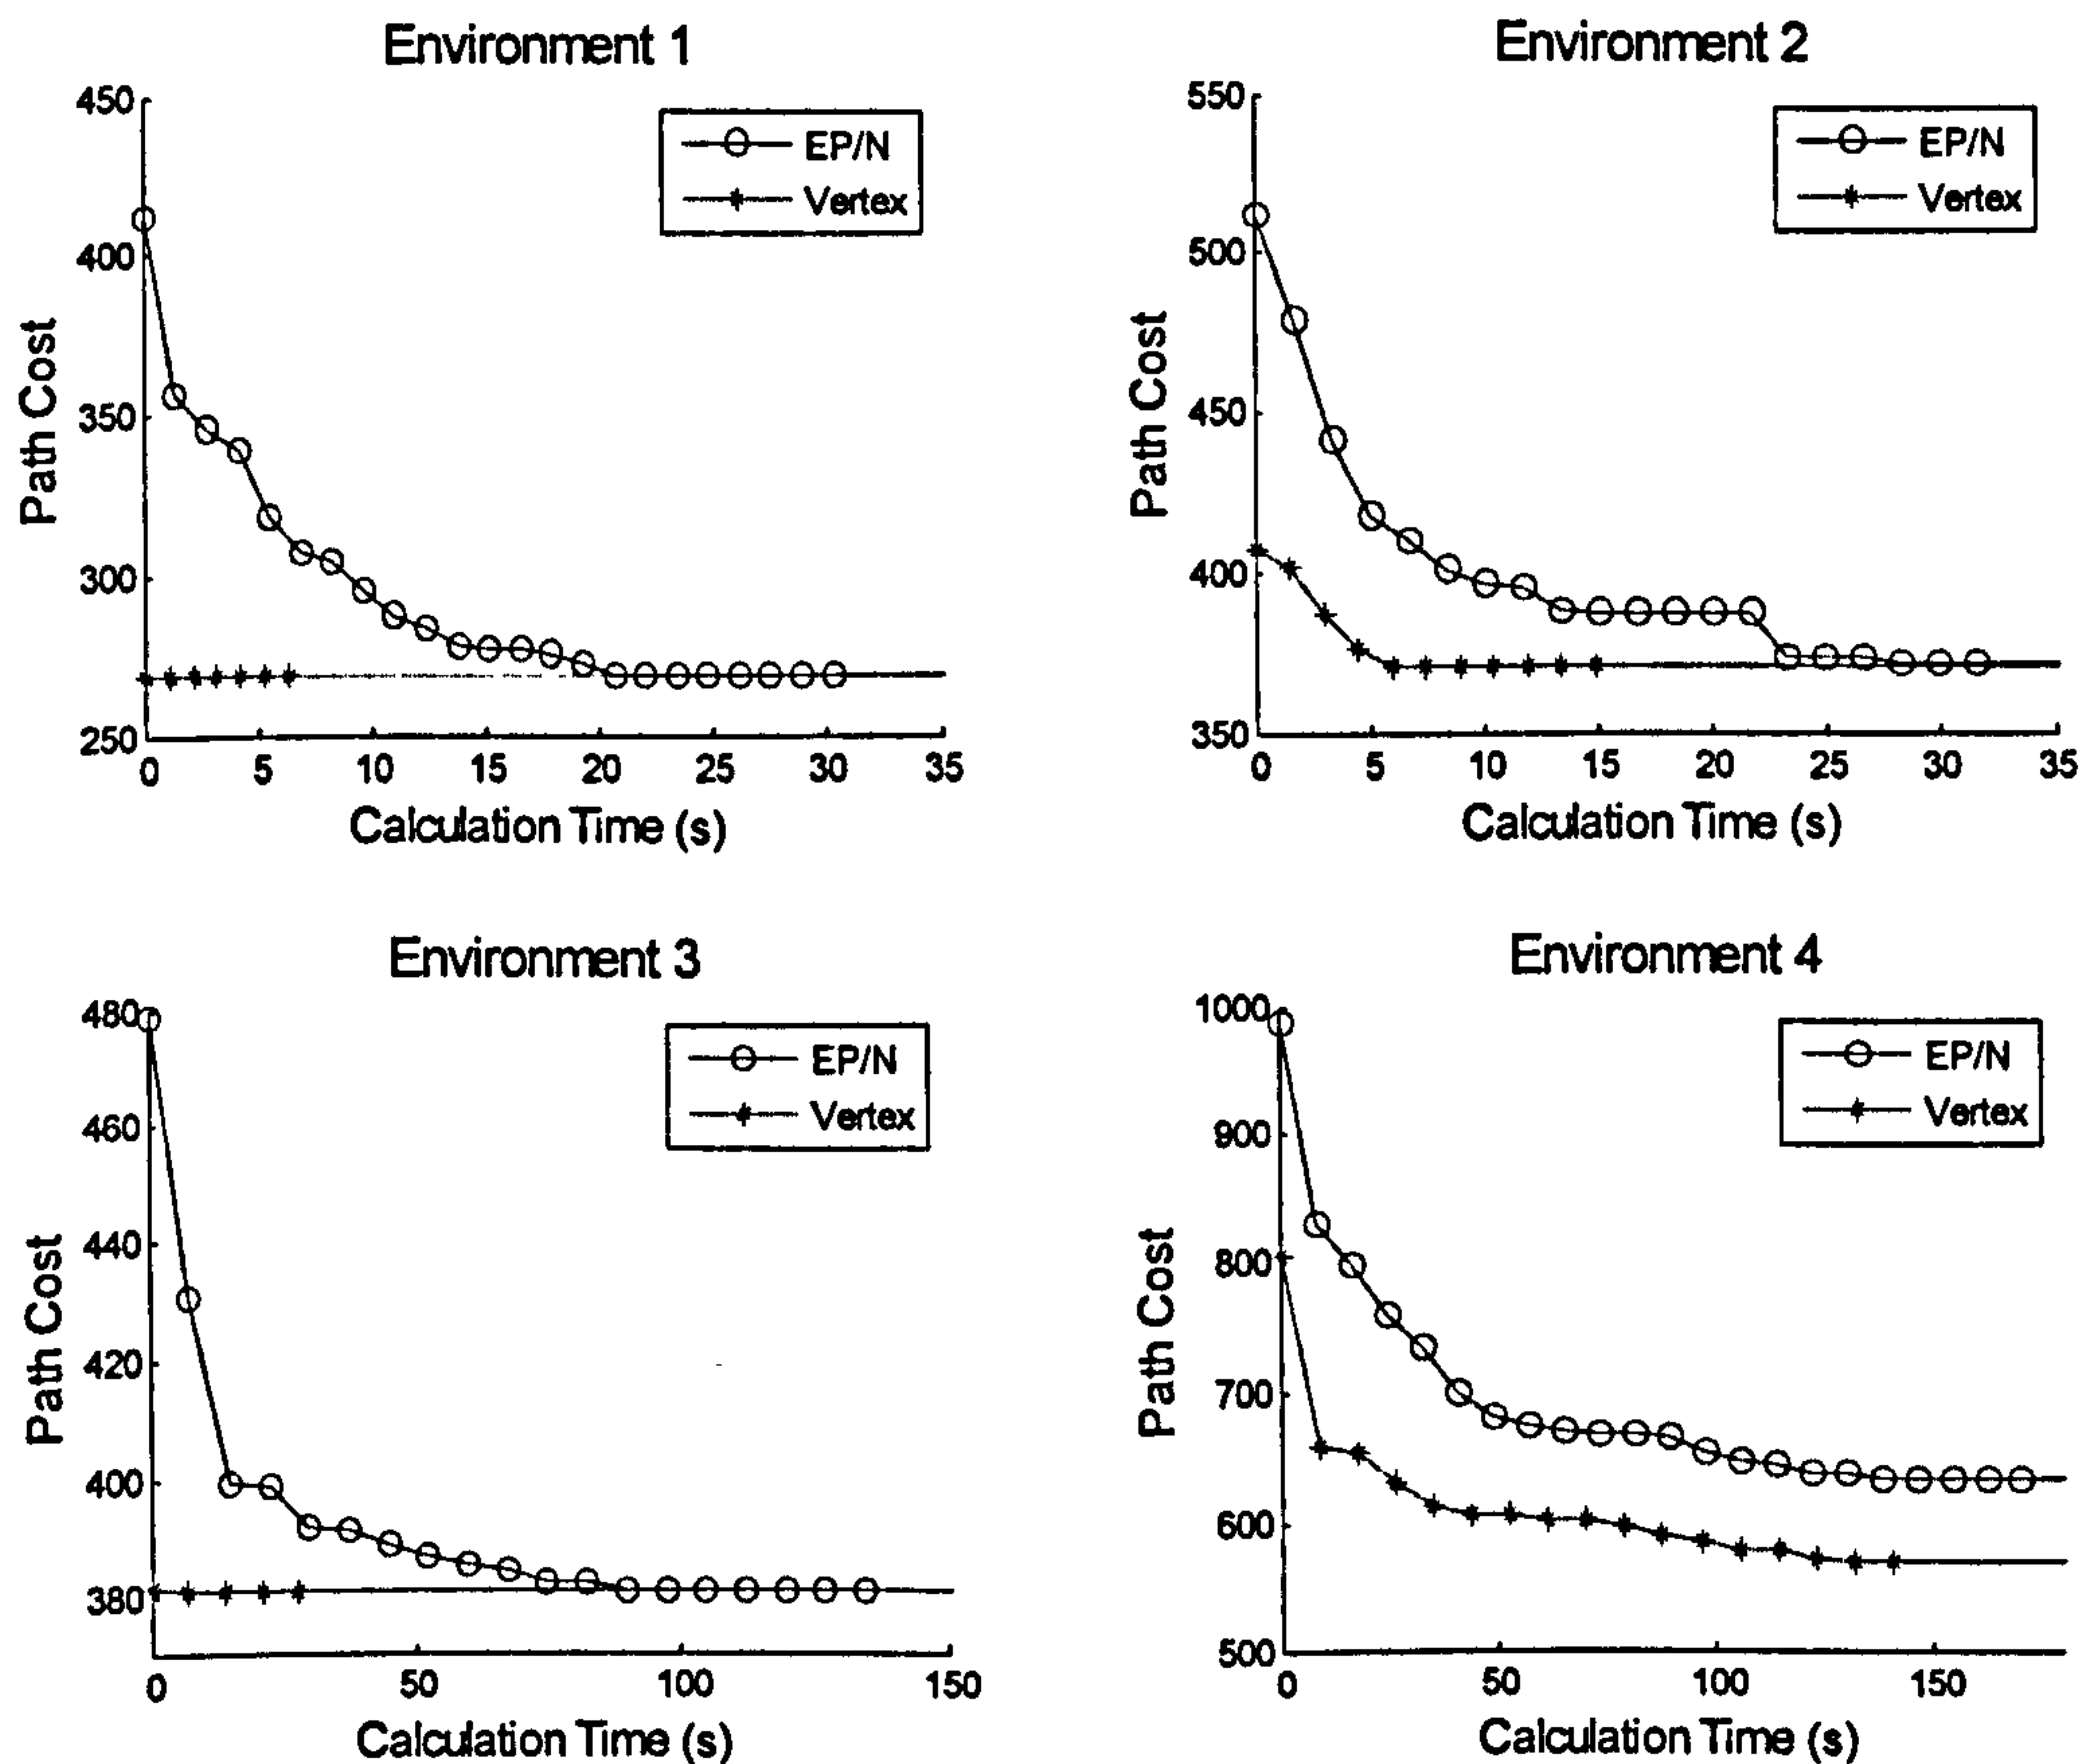 Environment 1
450
400
350
300
250
Path Cost
EP/N
Vertex
0 5 10 15 20 25 30 35
Calculation Time (s)
Environment 2
550
500
450
400
350
Path Cost
EP/N
Vertex
0 5 10 15 20 25 30 35
Calculation Time (s)
Environment 3
480
460
440
420
400
380
Path Cost
EP/N
Vertex
0 50 100 150
Calculation Time (s)
Environment 4
1000
900
800
700
600
500
Path Cost
EP/N
Vertex
0 50 100 150
Calculation Time (s)